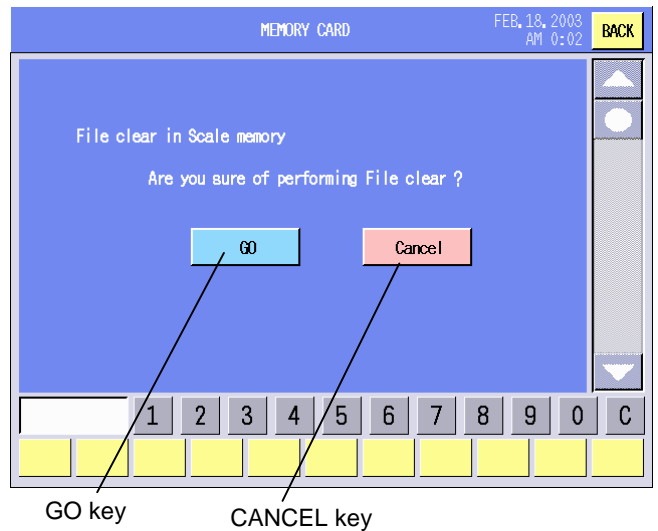 MEMORY CARD
FEB.18.2003
AM 0:02
BACK
File clear in Scale memory
Are you sure of performing File clear ?
GO
Cancel
1 2 3 4 5 6 7 8 9 0 C
GO key
CANCEL key